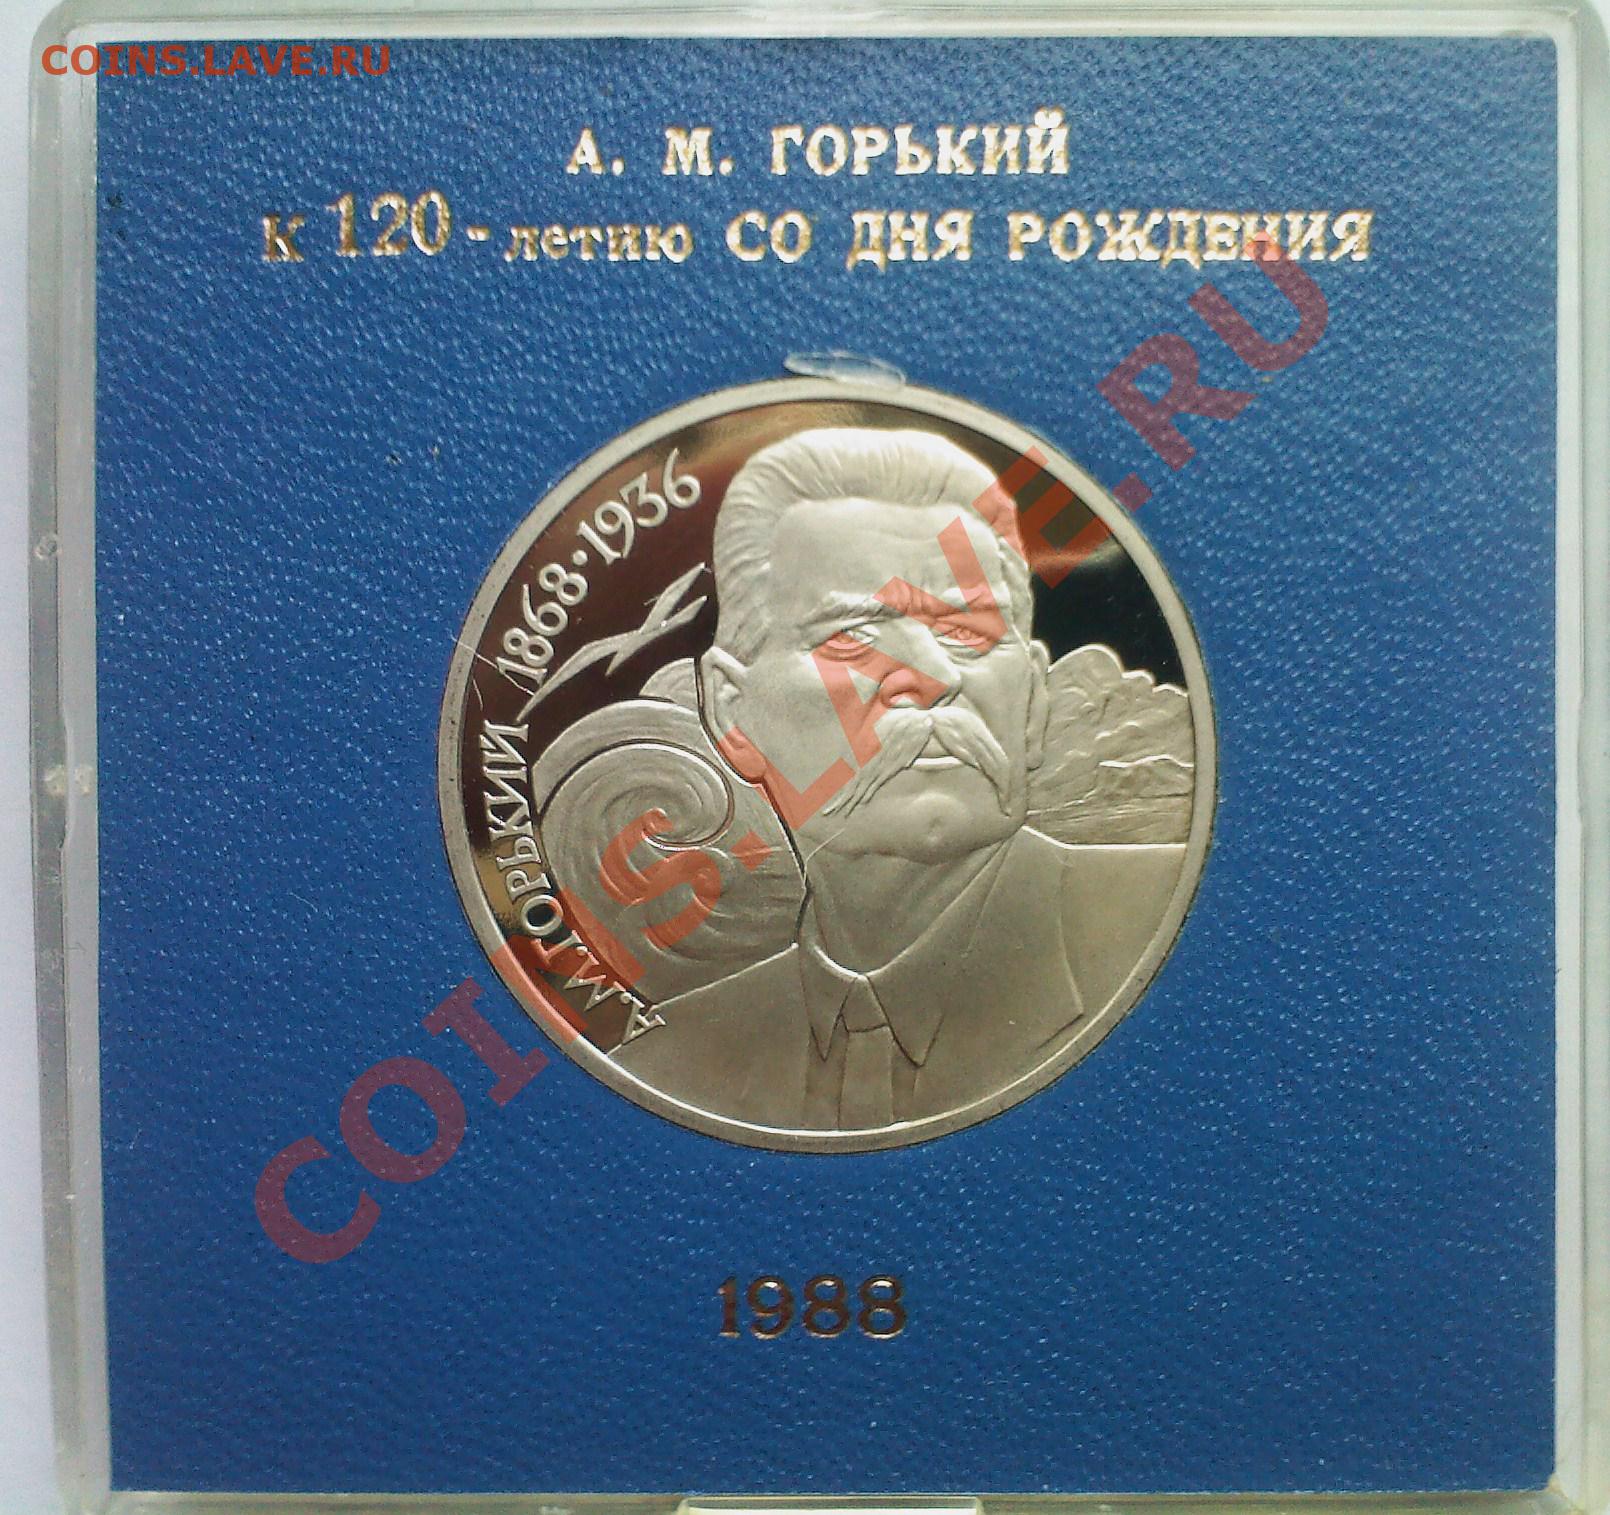 COINS.LAVE.RU
А. М. ГОРЬКИЙ
К 120 - летию СО ДНЯ РОЖДЕНИЯ
А.М.ГОРЬКИЙ 1868·1936
COINS.LAVE.RU
1988